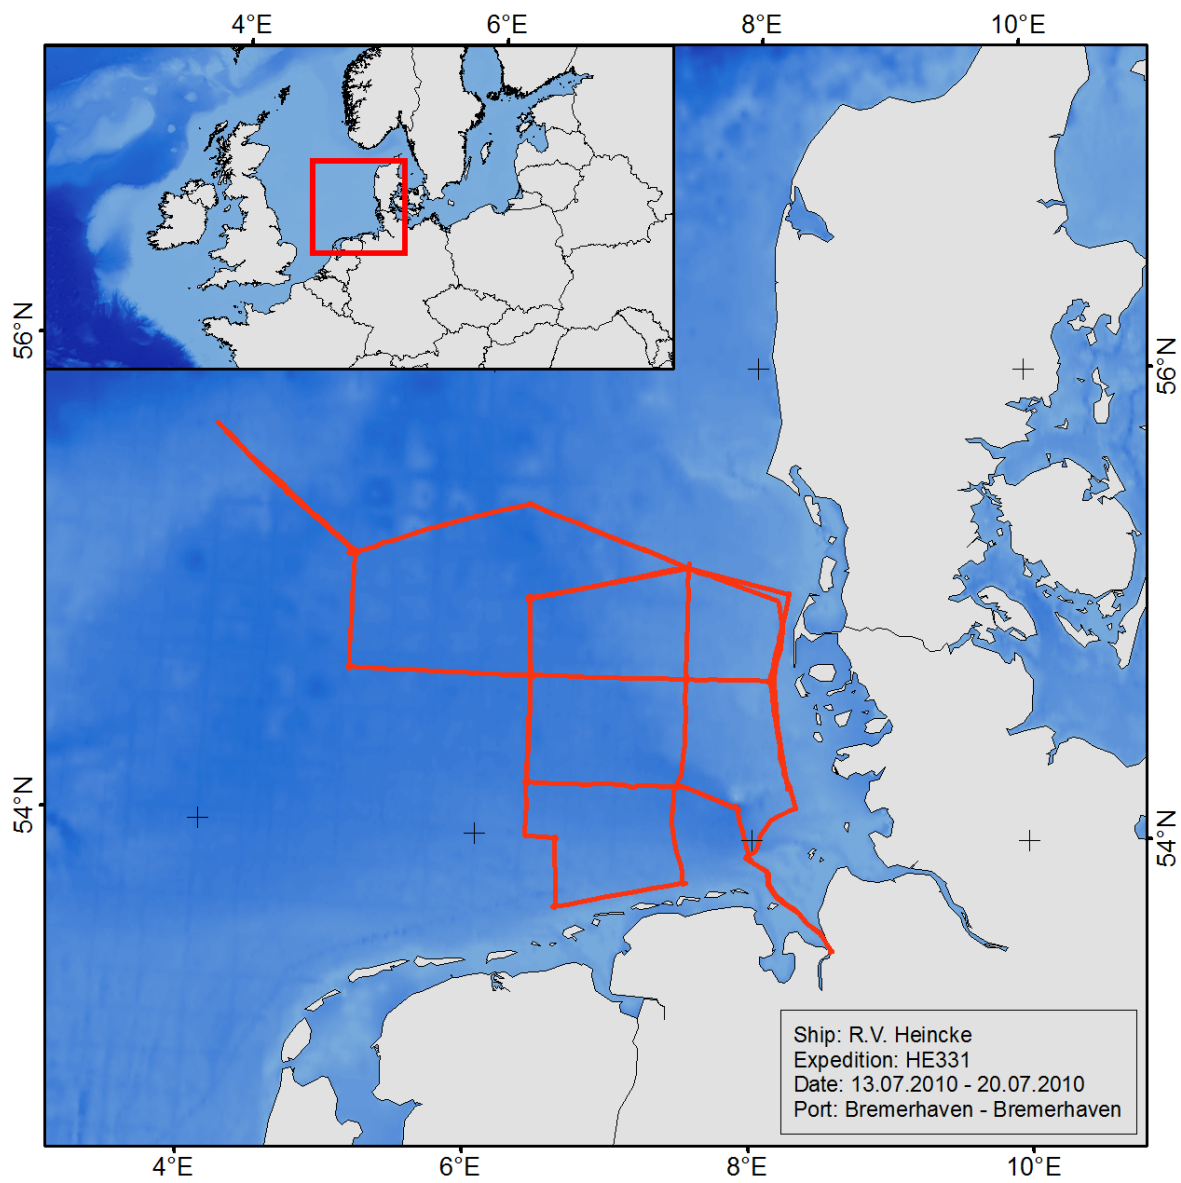 4°E 6°E 8°E 10°E
56°N
56°N
54°N
54°N
Ship: R.V. Heincke
Expedition: HE331
Date: 13.07.2010 - 20.07.2010
Port: Bremerhaven - Bremerhaven
4°E 6°E 8°E 10°E